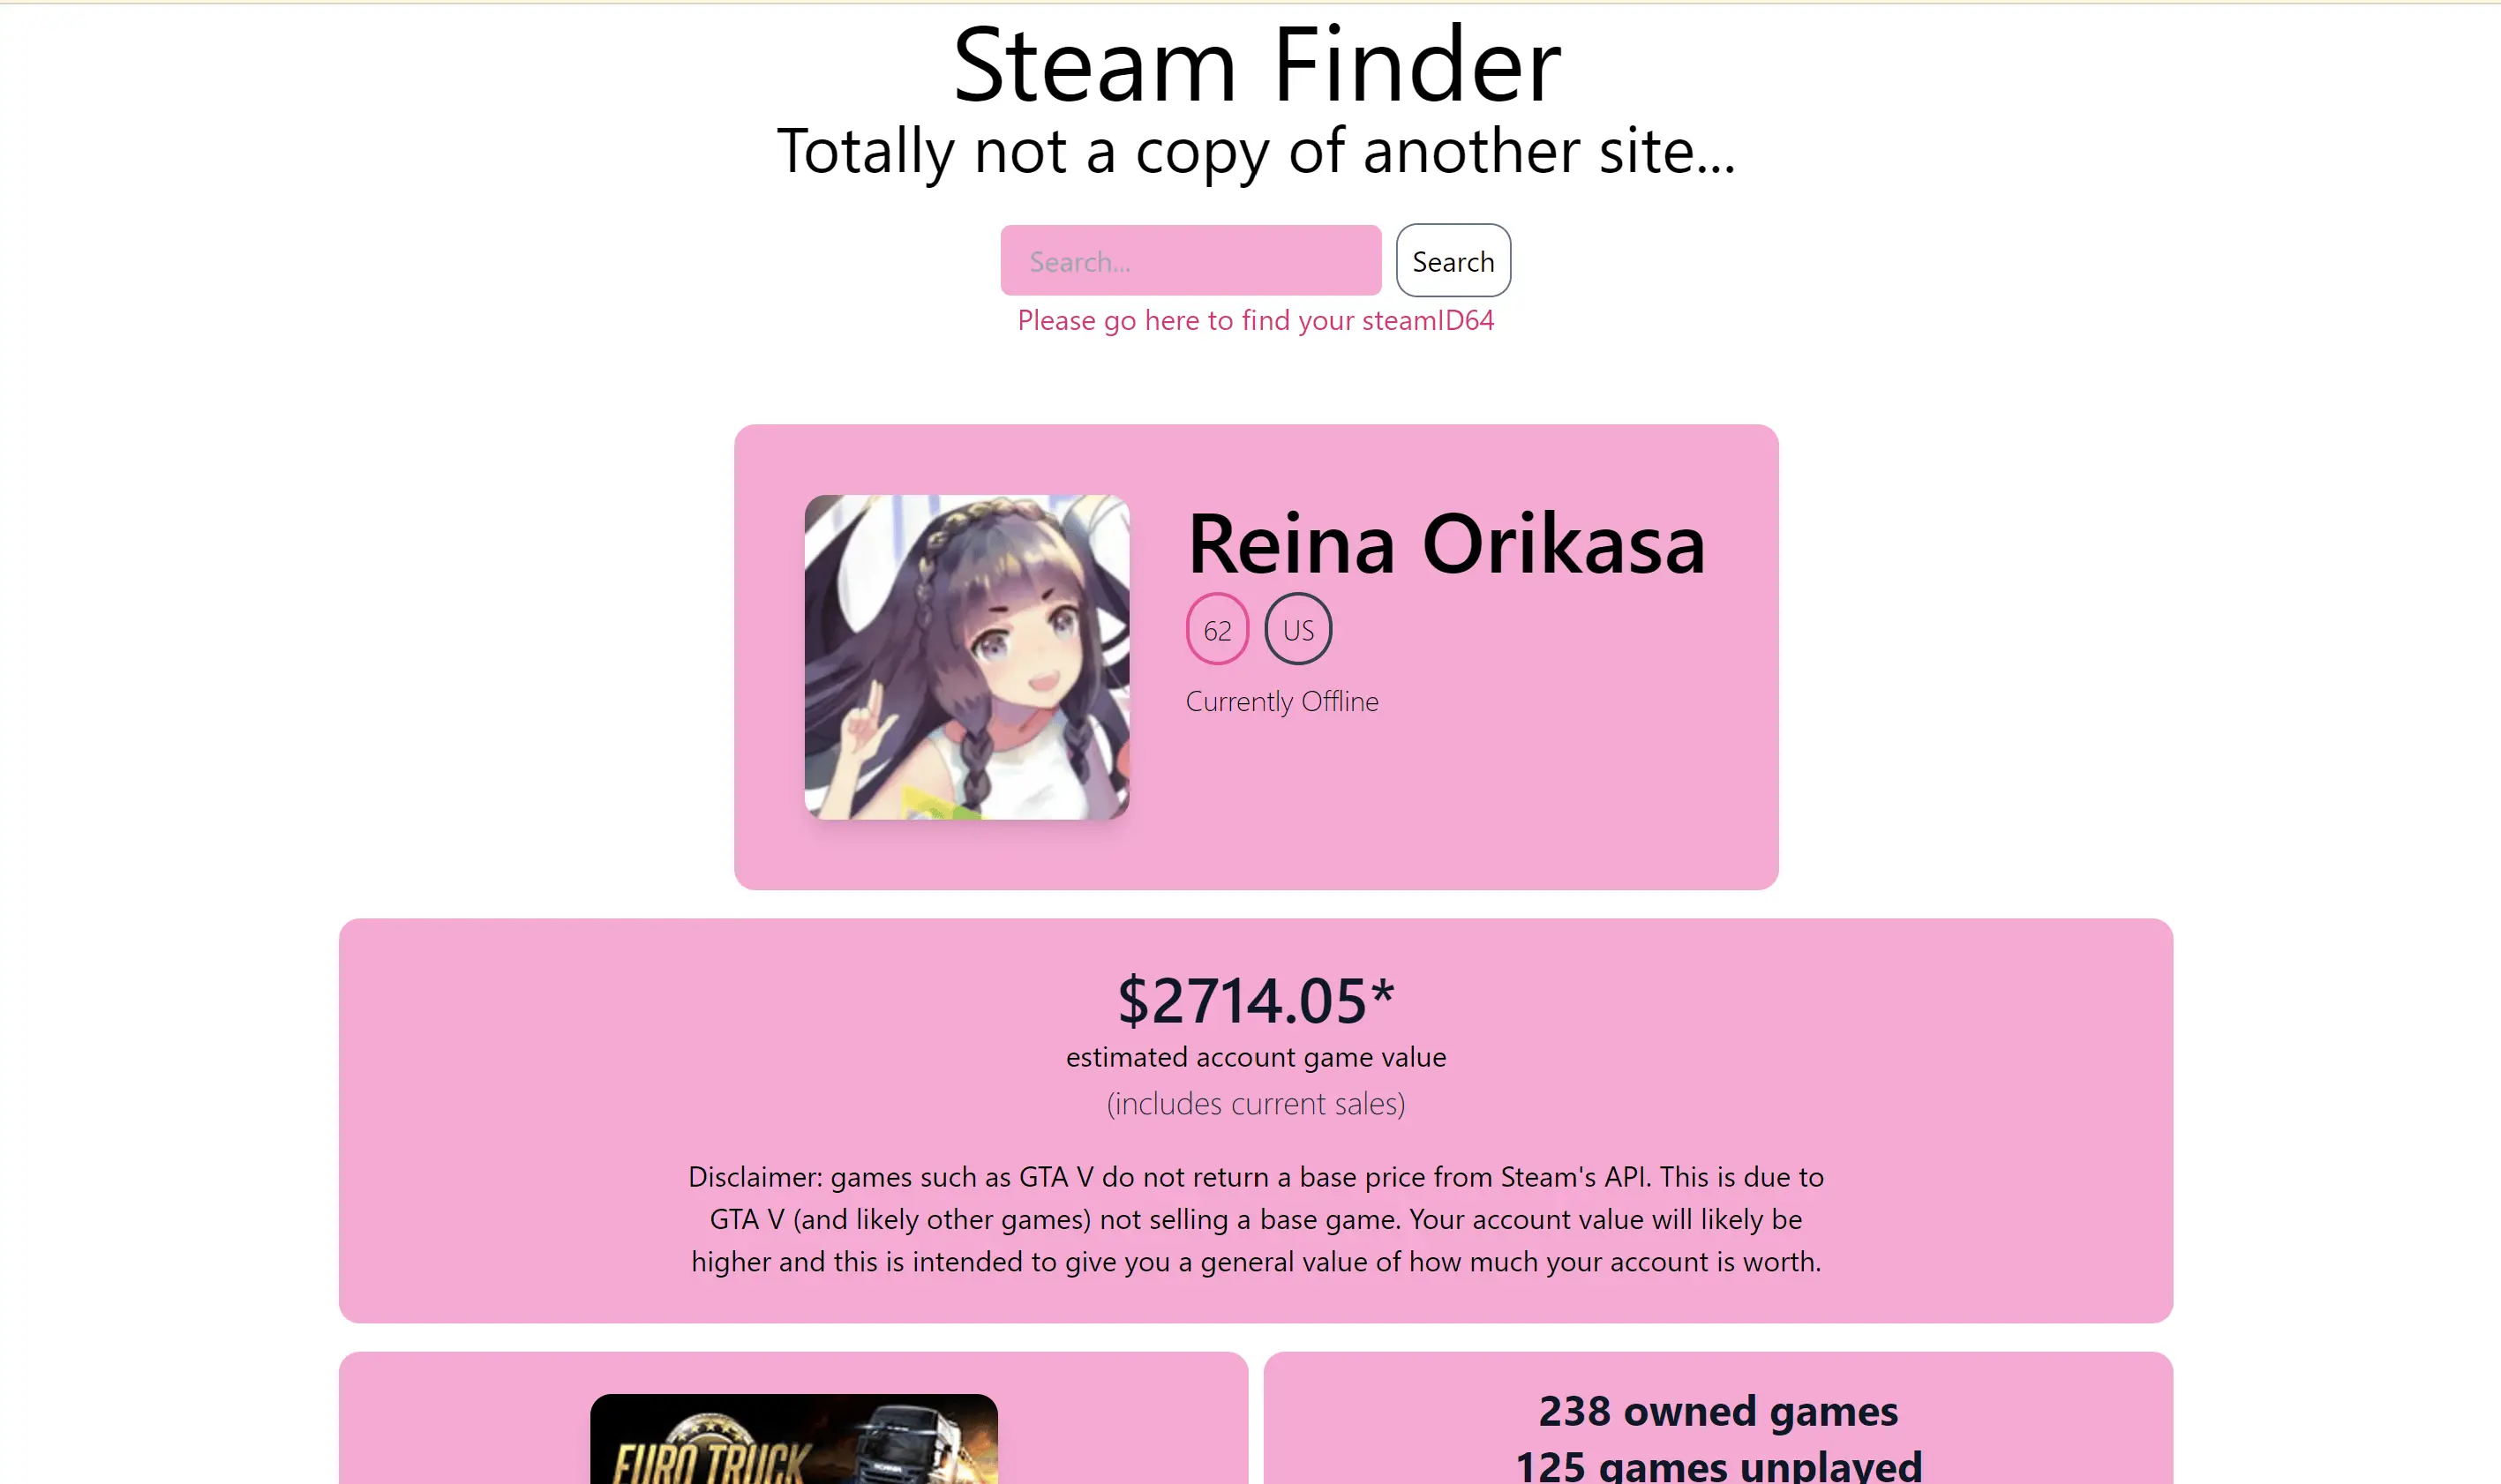 Steam Finder
Totally not a copy of another site...
Search...
Search
Please go here to find your steamID64
Reina Orikasa
62
US
Currently Offline
$2714.05*
estimated account game value
(includes current sales)
Disclaimer: games such as GTA V do not return a base price from Steam's API. This is due to
GTA V (and likely other games) not selling a base game. Your account value will likely be
higher and this is intended to give you a general value of how much your account is worth.
EURO TRUCK
238 owned games
125 games unplayed